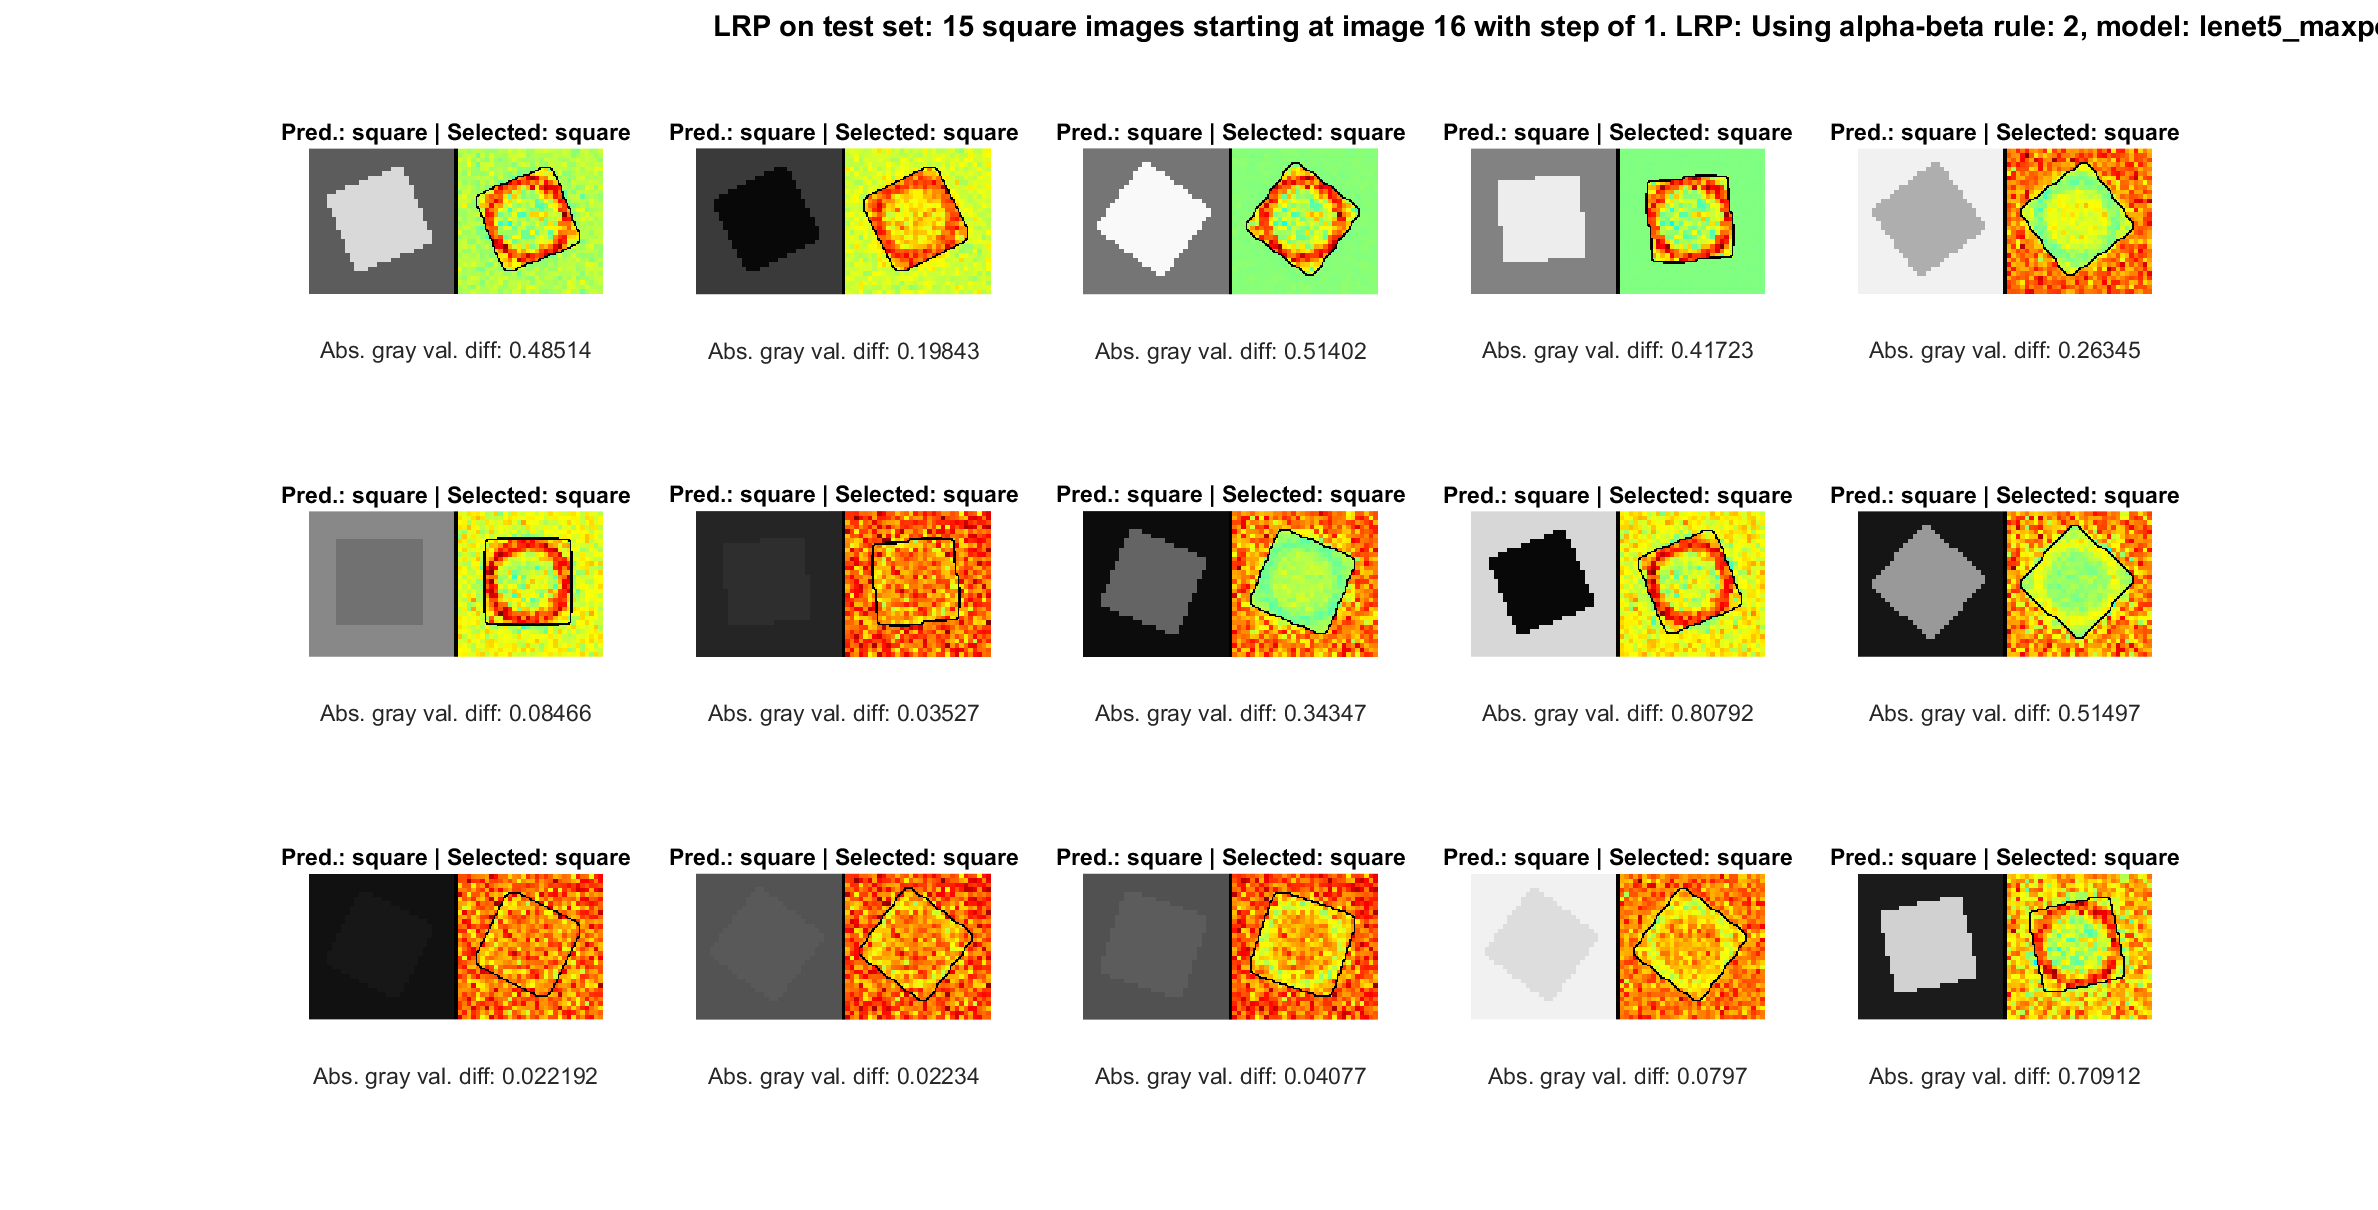 LRP on test set: 15 square images starting at image 16 with step of 1. LRP: Using alpha-beta rule: 2, model:
Pred.: square | Selected: square Pred.: square | Selected: square Pred.: square | Selected: square Pred.: square | Selected: square Pred.: square | Selected: square
Abs. gray val. diff: 0.48514 Abs. gray val. diff: 0.19843 Abs. gray val. diff: 0.51402 Abs. gray val. diff: 0.41723 Abs. gray val. diff: 0.26345
Pred.: square | Selected: square Pred.: square | Selected: square Pred.: square | Selected: square Pred.: square | Selected: square Pred.: square | Selected: square
Abs. gray val. diff: 0.08466 Abs. gray val. diff: 0.03527 Abs. gray val. diff: 0.34347 Abs. gray val. diff: 0.80792 Abs. gray val. diff: 0.51497
Pred.: square | Selected: square Pred.: square | Selected: square Pred.: square | Selected: square Pred.: square | Selected: square Pred.: square | Selected: square
Abs. gray val. diff: 0.022192 Abs. gray val. diff: 0.02234 Abs. gray val. diff: 0.04077 Abs. gray val. diff: 0.0797 Abs. gray val. diff: 0.70912